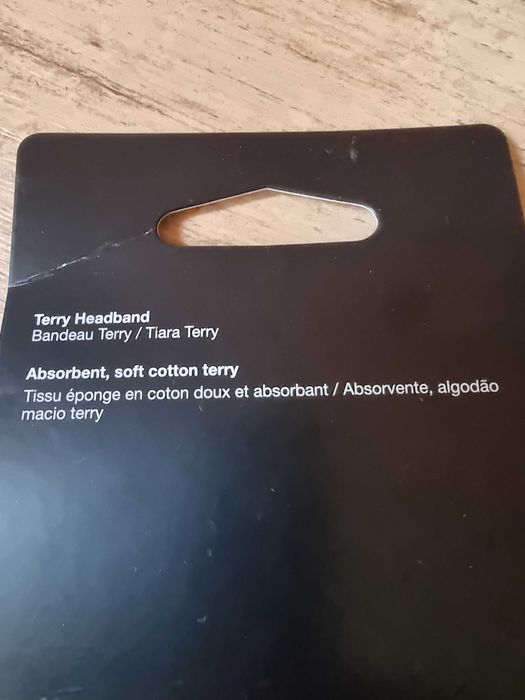 Terry Headband
Bandeau Terry / Tiara Terry
Absorbent, soft cotton terry
Tissu éponge en coton doux et absorbant / Absorvente, algodão
macio terry